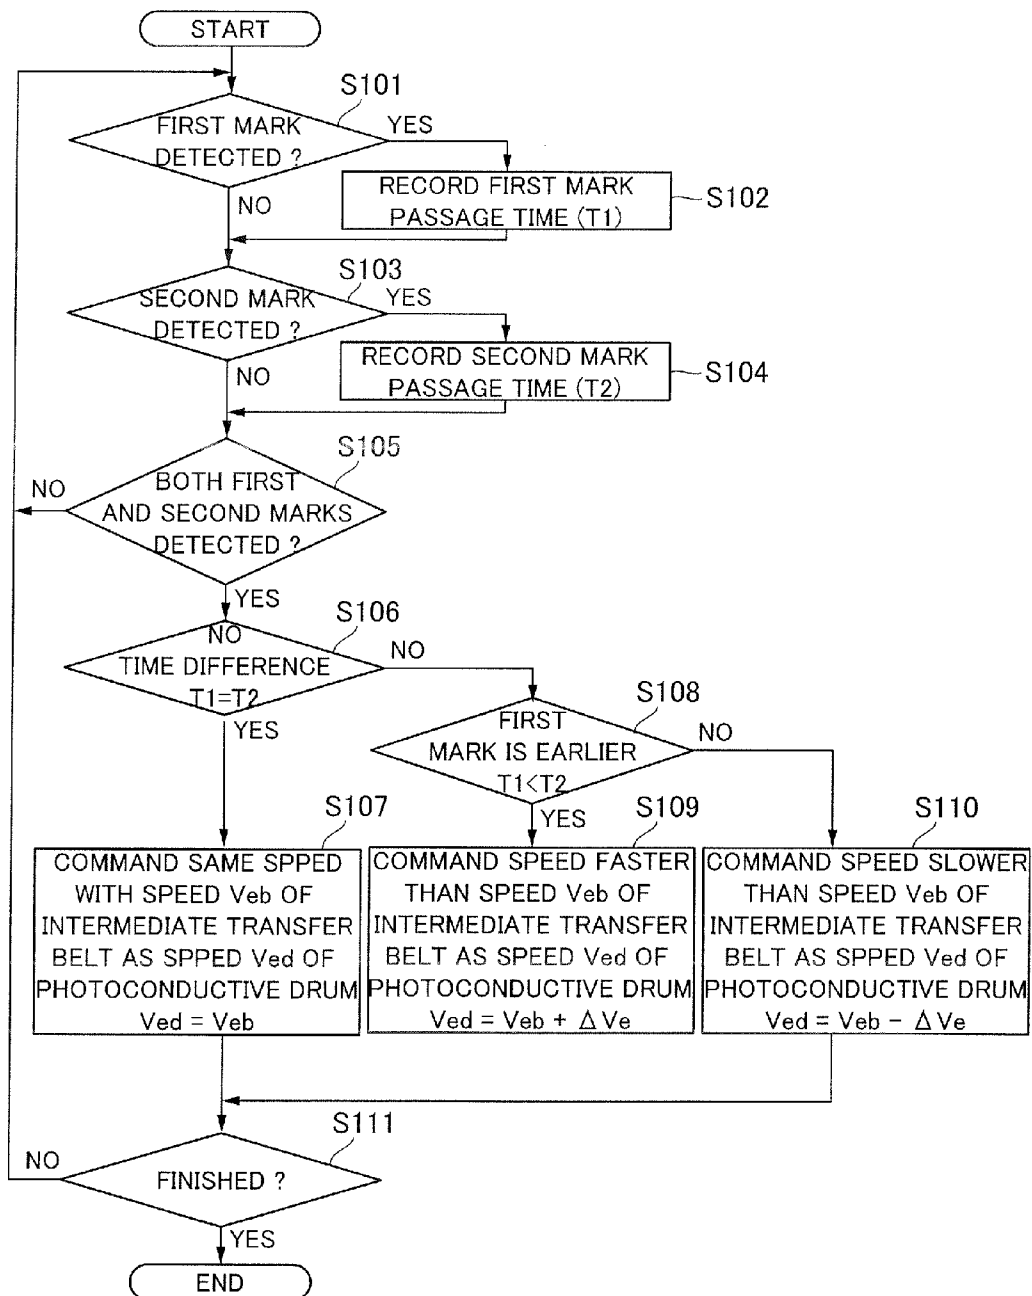 START
S101
FIRST MARK
DETECTED ?
YES
NO
RECORD FIRST MARK
PASSAGE TIME (T1)
S102
S103
SECOND MARK
DETECTED ?
YES
NO
RECORD SECOND MARK
PASSAGE TIME (T2)
S104
S105
BOTH FIRST
AND SECOND MARKS
DETECTED ?
NO
YES
S106
NO
TIME DIFFERENCE
T1=T2
NO
YES
S108
FIRST
MARK IS EARLIER
T1<T2
NO
YES
S107
COMMAND SAME SPPED
WITH SPEED Veb OF
INTERMEDIATE TRANSFER
BELT AS SPPED Ved OF
PHOTOCONDUCTIVE DRUM
Ved = Veb
S109
COMMAND SPEED FASTER
THAN SPEED Veb OF
INTERMEDIATE TRANSFER
BELT AS SPEED Ved OF
PHOTOCONDUCTIVE DRUM
Ved = Veb + ΔVe
S110
COMMAND SPEED SLOWER
THAN SPEED Veb OF
INTERMEDIATE TRANSFER
BELT AS SPEED Ved OF
PHOTOCONDUCTIVE DRUM
Ved = Veb − ΔVe
S111
FINISHED ?
NO
YES
END